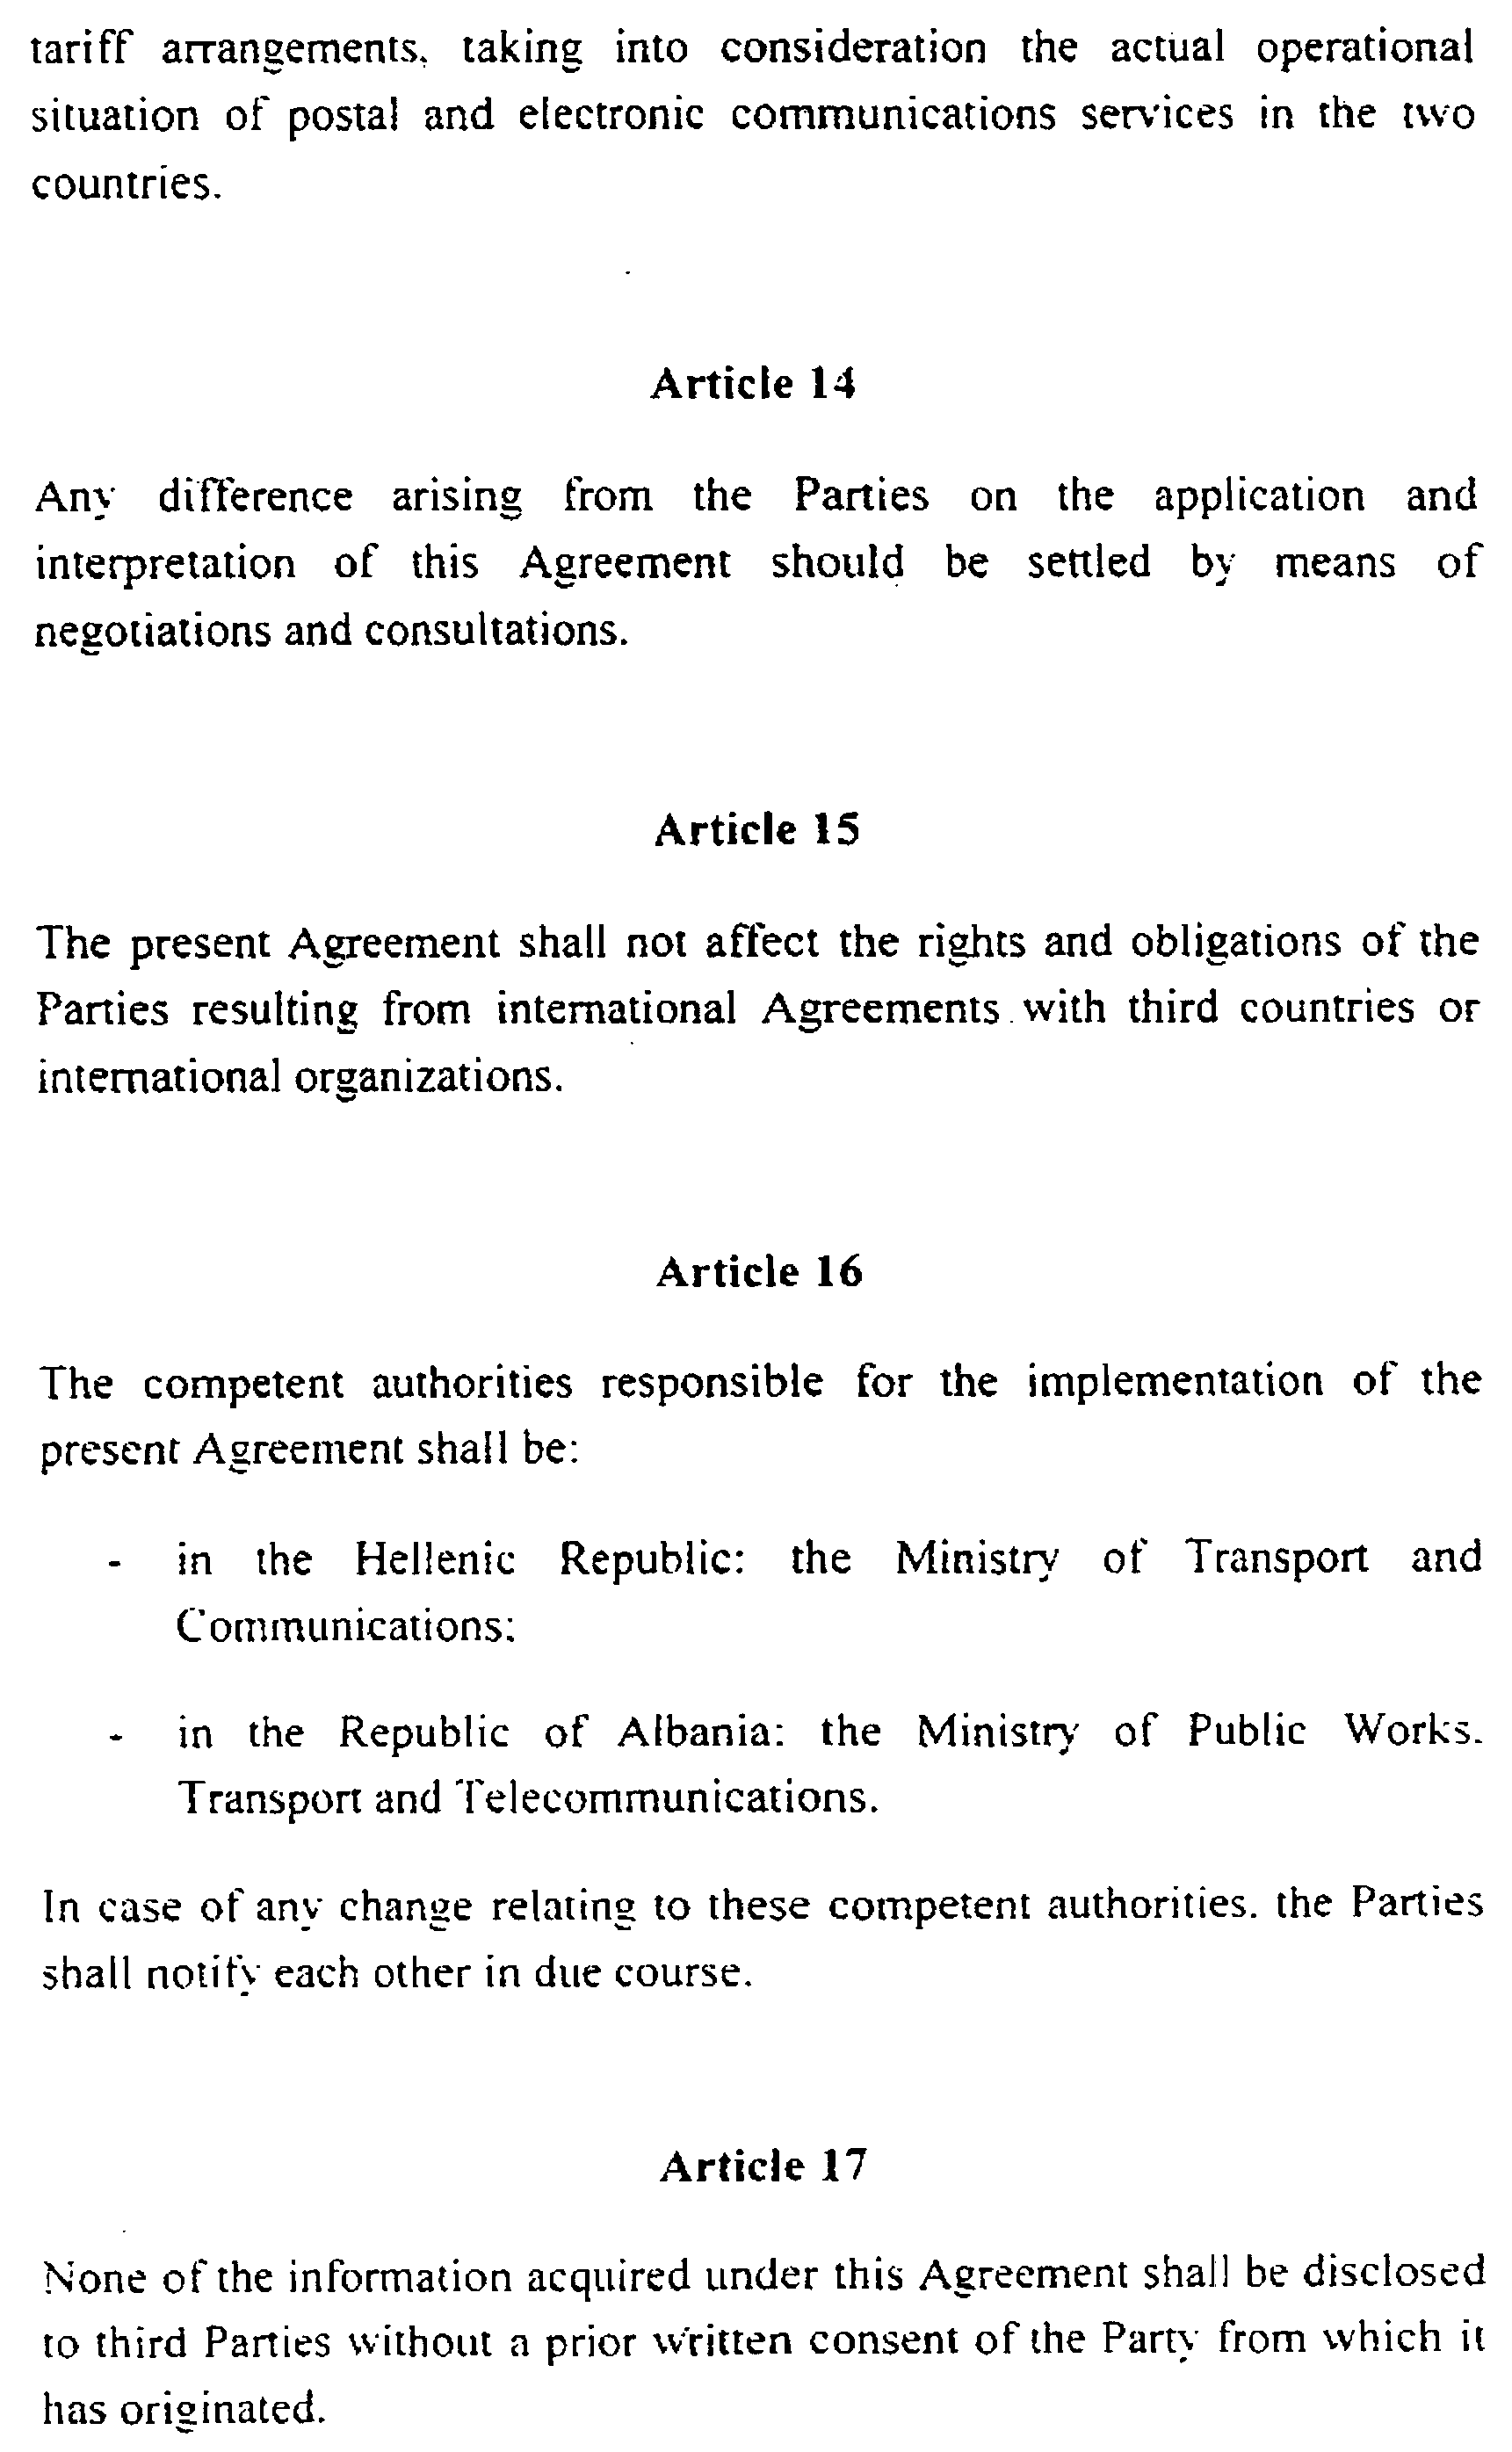 tariff arrangements, taking into consideration the actual operational
situation of postal and electronic communications services in the two
countries.
Article 14
Any difference arising from the Parties on the application and
interpretation of this Agreement should be settled by means of
negotiations and consultations.
Article 15
The present Agreement shall not affect the rights and obligations of the
Parties resulting from international Agreements with third countries or
international organizations.
Article 16
The competent authorities responsible for the implementation of the
present Agreement shall be:
- in the Hellenic Republic: the Ministry of Transport and
Communications;
- in the Republic of Albania: the Ministry of Public Works,
Transport and Telecommunications.
In case of any change relating to these competent authorities, the Parties
shall notify each other in due course.
Article 17
None of the information acquired under this Agreement shall be disclosed
to third Parties without a prior written consent of the Party from which it
has originated.